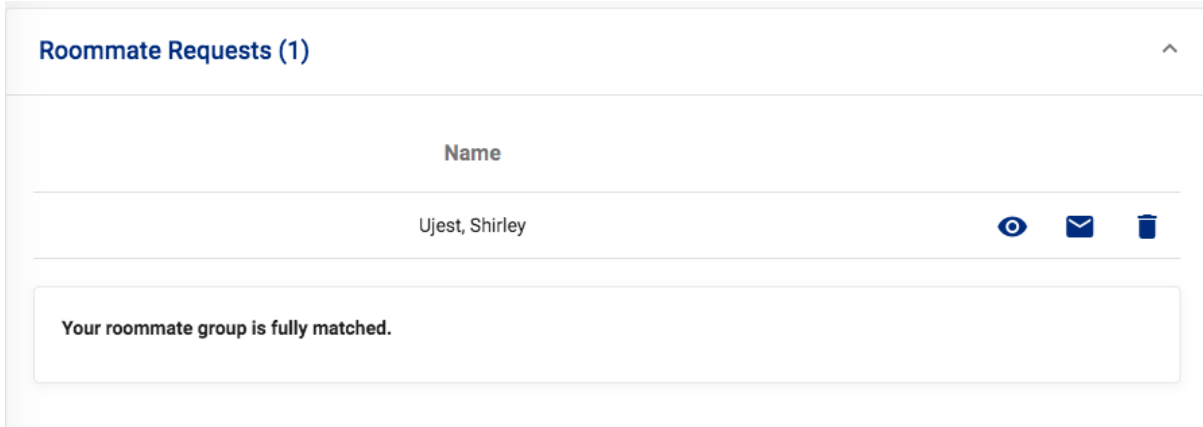 Roommate Requests (1)
Name
Ujest, Shirley
Your roommate group is fully matched.